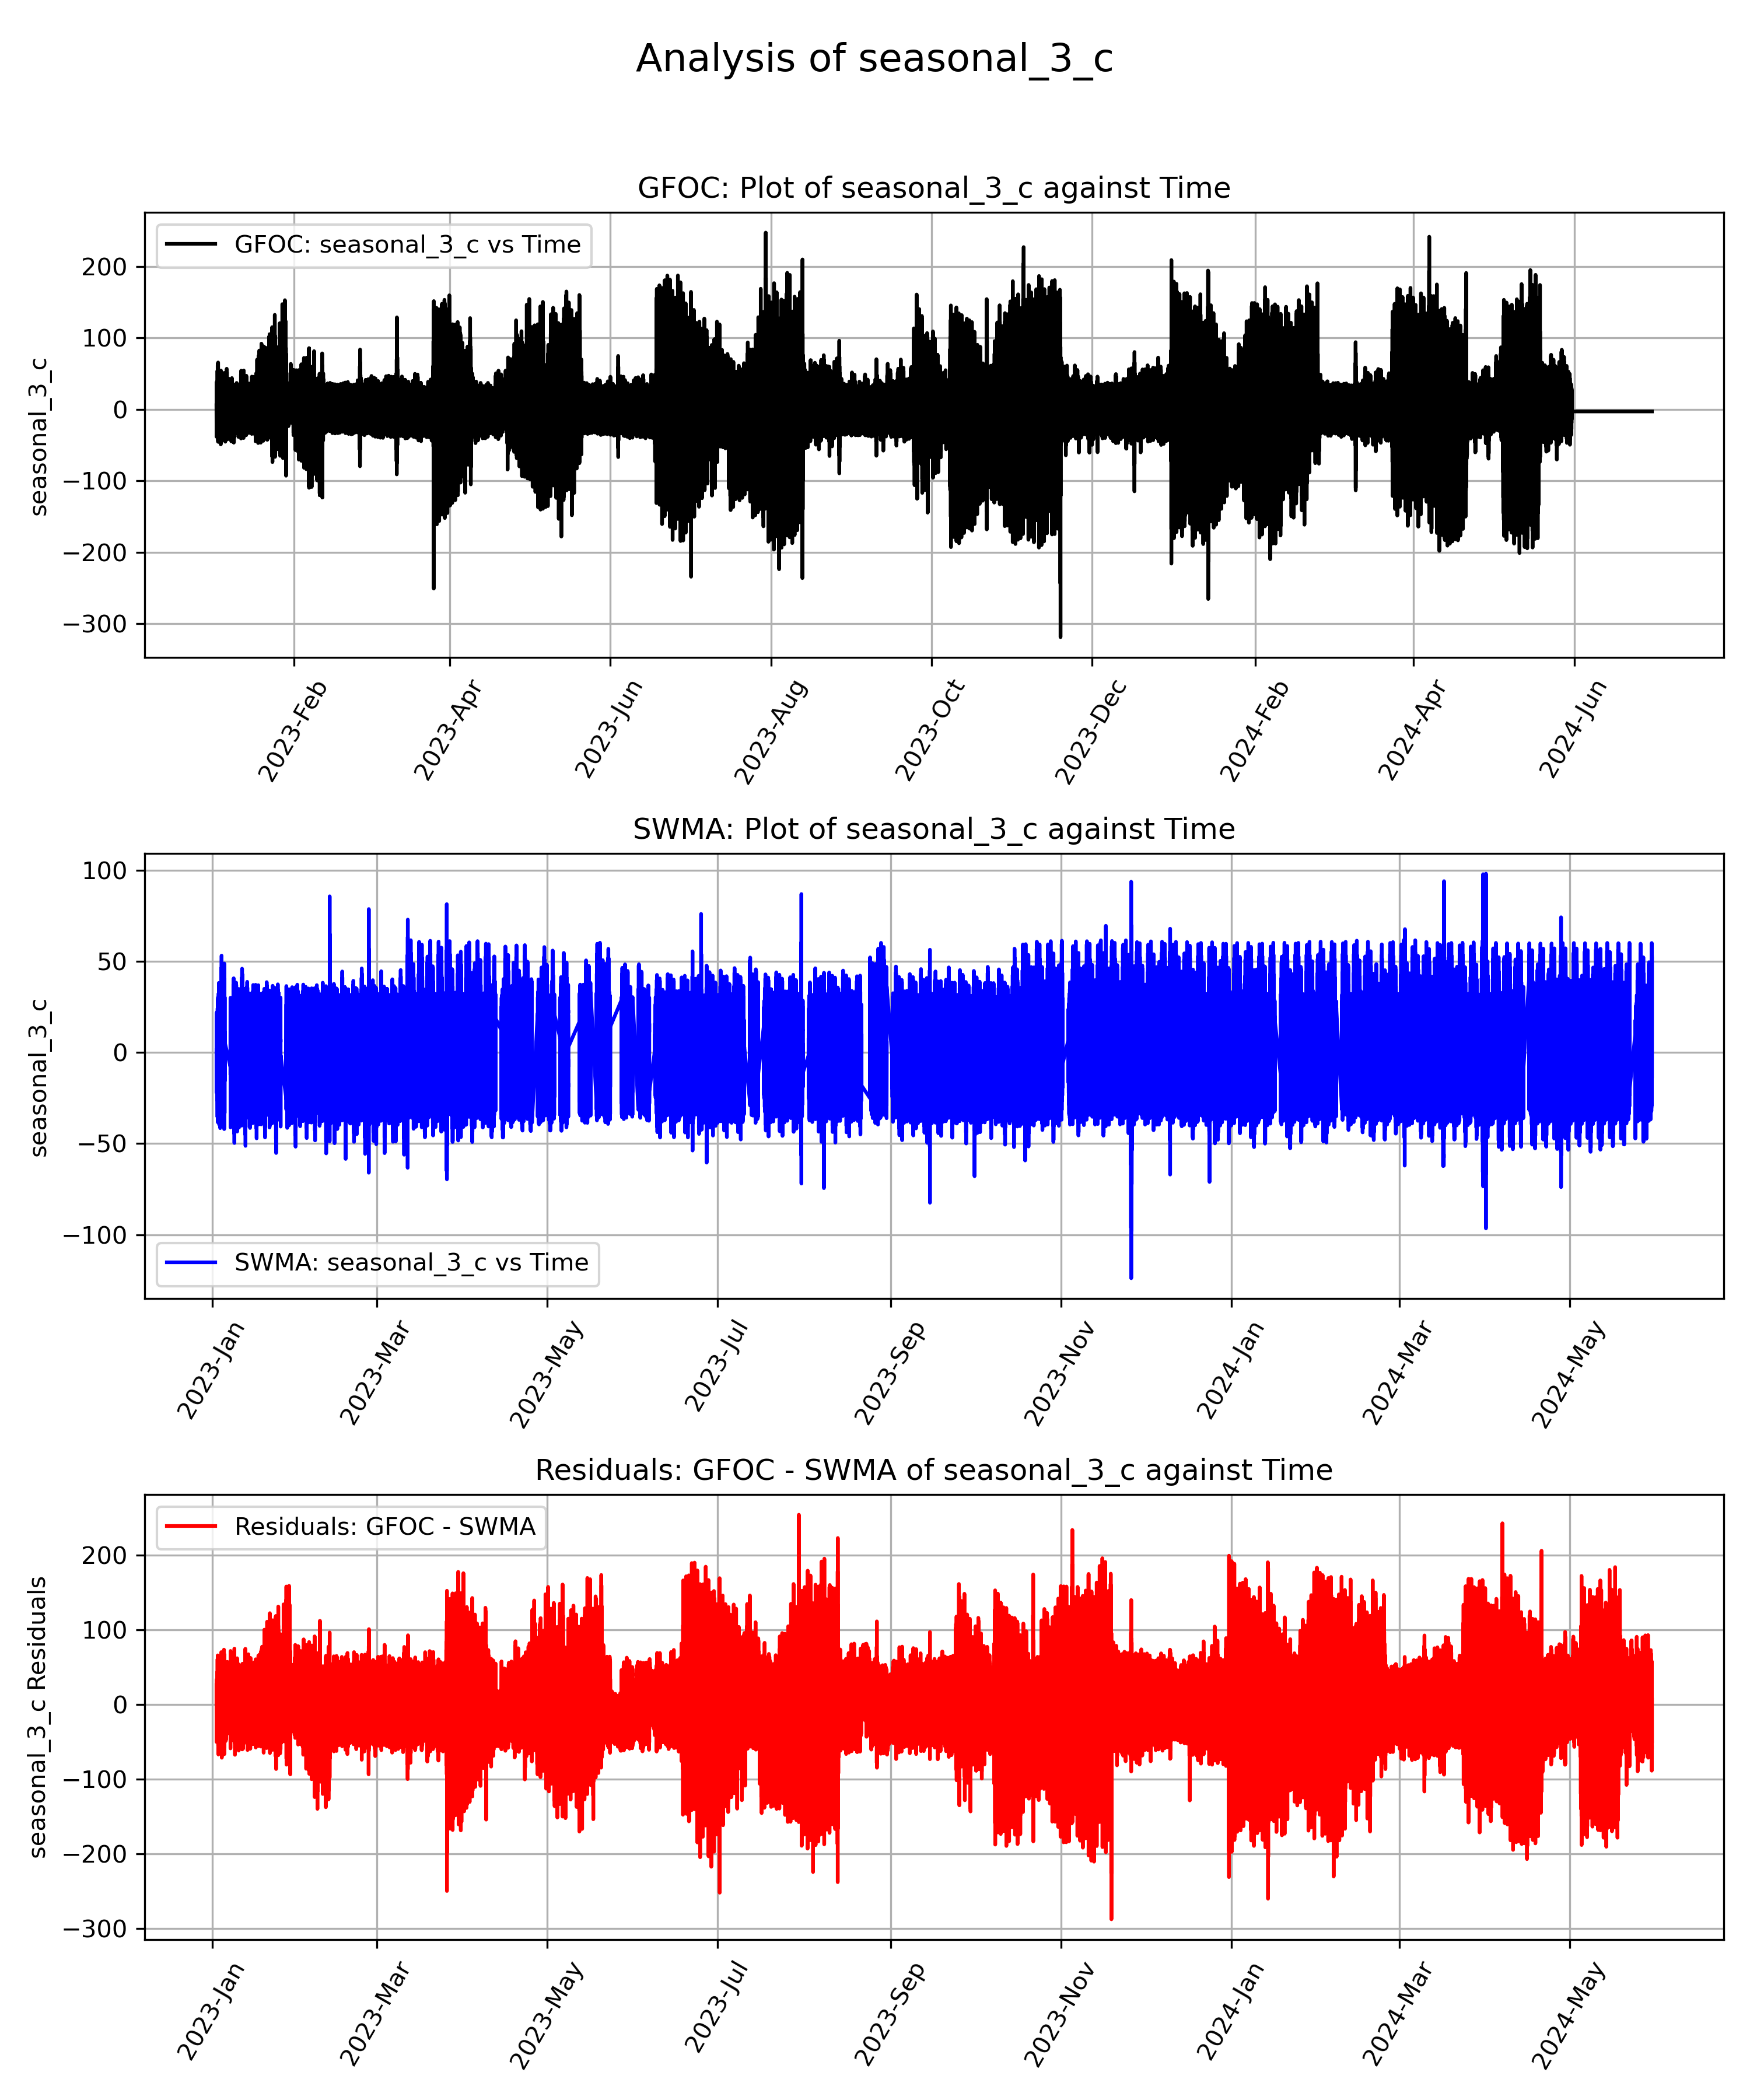 Analysis of seasonal_3_c
GFOC: Plot of seasonal_3_c against Time
GFOC: seasonal_3_c vs Time
seasonal_3_c
200
100
0
−100
−200
−300
2023-Feb
2023-Apr
2023-Jun
2023-Aug
2023-Oct
2023-Dec
2024-Feb
2024-Apr
2024-Jun
SWMA: Plot of seasonal_3_c against Time
seasonal_3_c
100
50
0
−50
−100
SWMA: seasonal_3_c vs Time
2023-Jan
2023-Mar
2023-May
2023-Jul
2023-Sep
2023-Nov
2024-Jan
2024-Mar
2024-May
Residuals: GFOC - SWMA of seasonal_3_c against Time
Residuals: GFOC - SWMA
seasonal_3_c Residuals
200
100
0
−100
−200
−300
2023-Jan
2023-Mar
2023-May
2023-Jul
2023-Sep
2023-Nov
2024-Jan
2024-Mar
2024-May